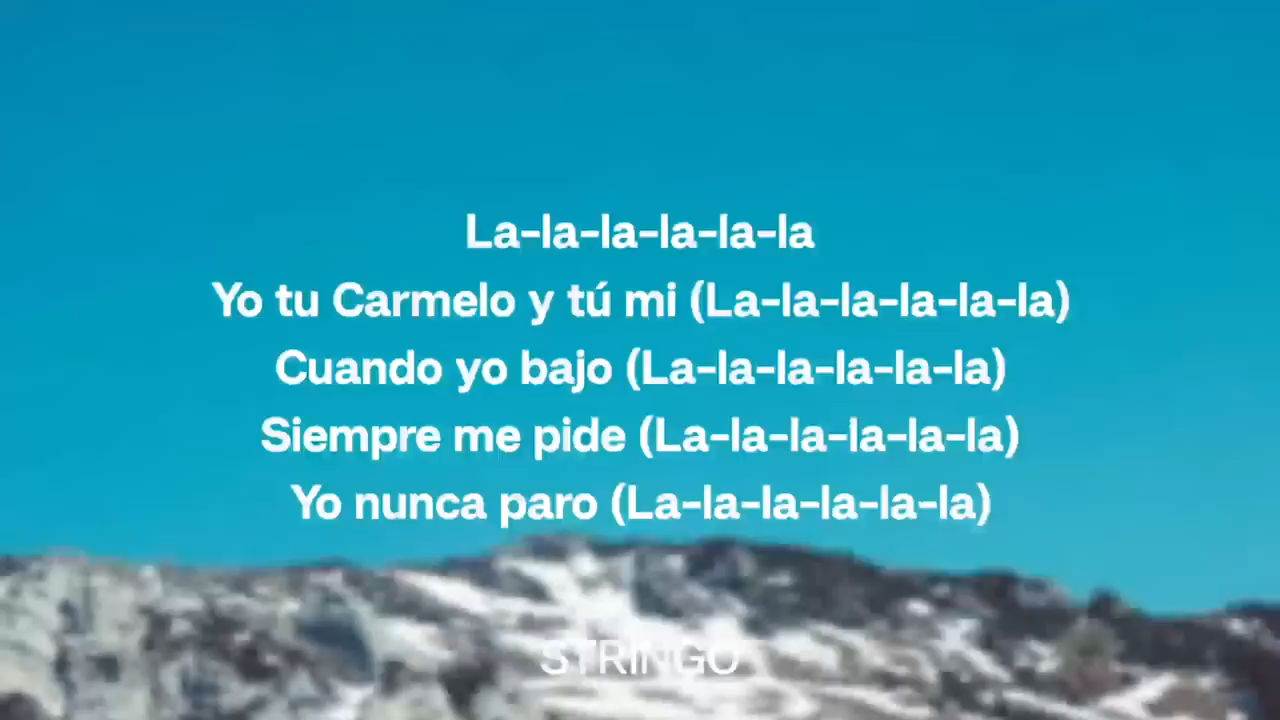 La-la-la-la-la-la
Yo tu Carmelo y tú mi (La-la-la-la-la-la)
Cuando yo bajo (La-la-la-la-la-la)
Siempre me pide (La-la-la-la-la-la)
Yo nunca paro (La-la-la-la-la-la)
STRINGO